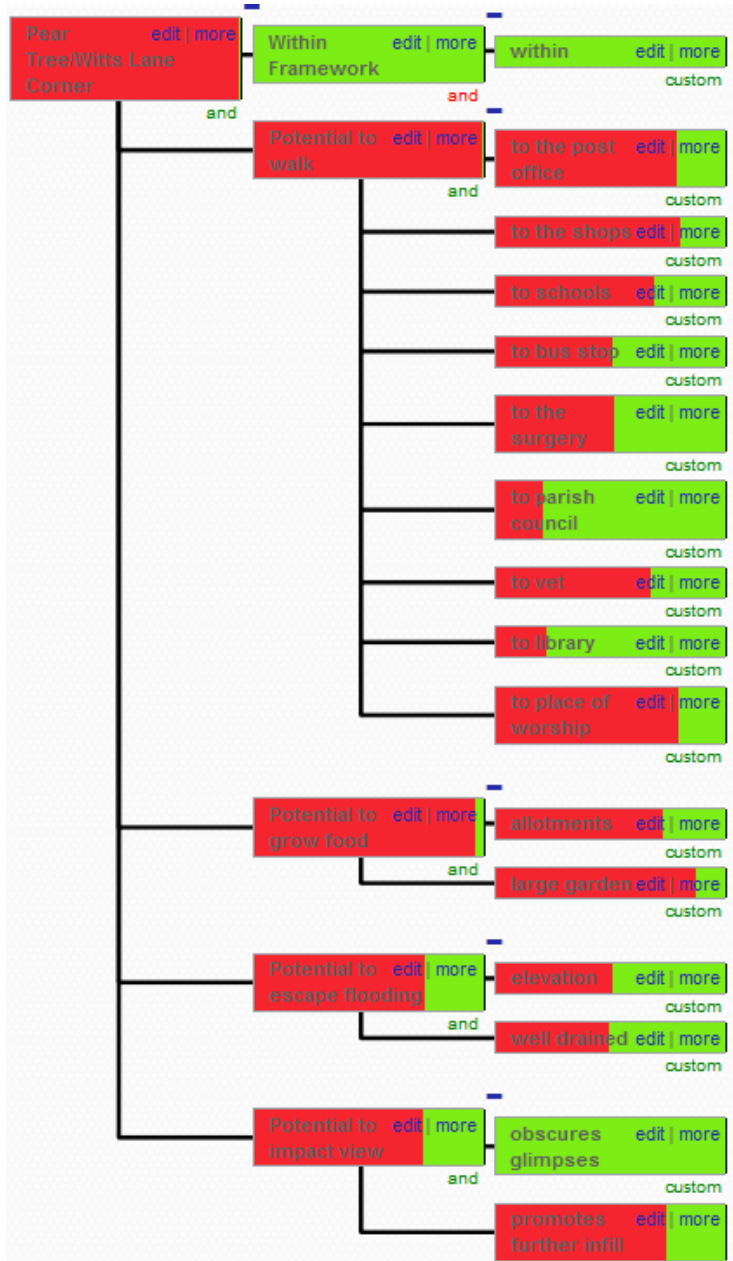 Pear edit | more
Tree/Witts Lane
Corner
and
Within edit | more
Framework
and
within edit | more
custom
Potential to edit | more
walk
and
to the post edit | more
office
custom
to the shops edit | more
custom
to schools edit | more
custom
to bus stop edit | more
custom
to the edit | more
surgery
custom
to parish edit | more
council
custom
to vet edit | more
custom
to library edit | more
custom
to place of edit | more
worship
custom
Potential to edit | more
grow food
and
allotments edit | more
custom
large garden edit | more
custom
Potential to edit | more
escape flooding
and
elevation edit | more
custom
well drained edit | more
custom
Potential to edit | more
impact view
and
obscures edit | more
glimpses
custom
promotes edit | more
further infill